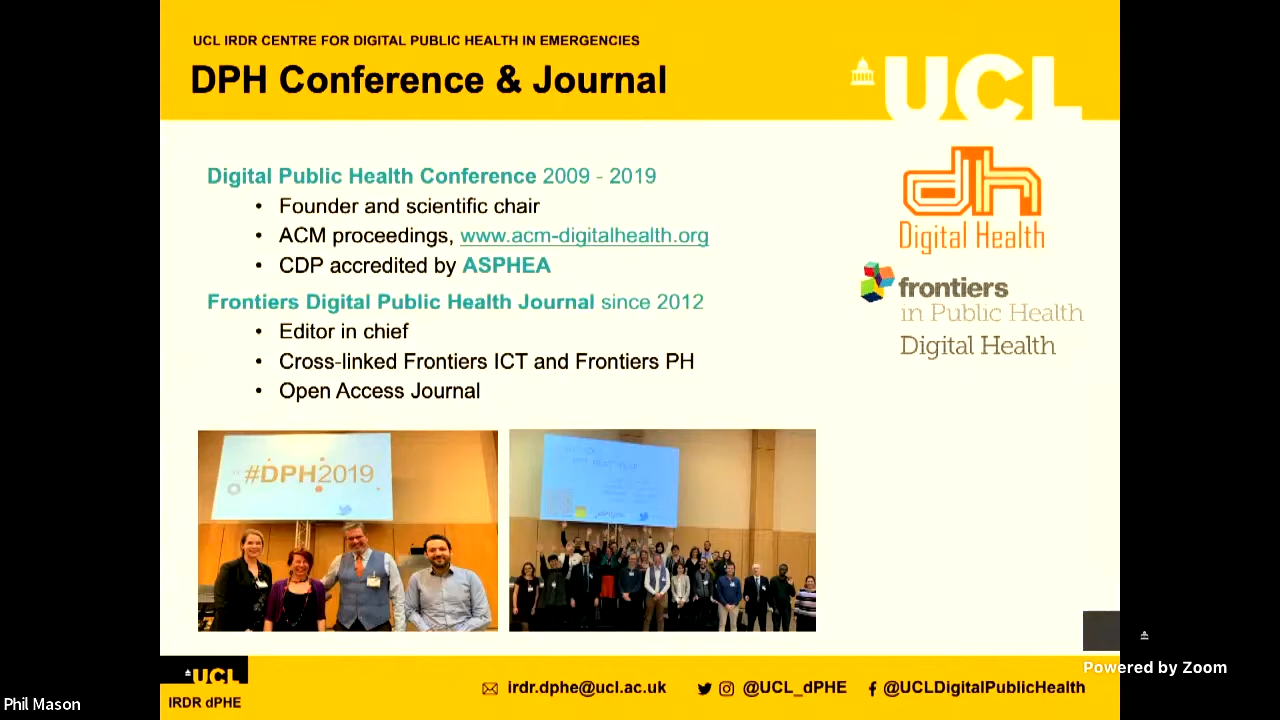 UCL IRDR CENTRE FOR DIGITAL PUBLIC HEALTH IN EMERGENCIES
DPH Conference & Journal
UCL
Digital Public Health Conference 2009 - 2019
• Founder and scientific chair
• ACM proceedings, www.acm-digitalhealth.org
• CDP accredited by ASPHEA
Frontiers Digital Public Health Journal since 2012
• Editor in chief
• Cross-linked Frontiers ICT and Frontiers PH
• Open Access Journal
dh
Digital Health
frontiers
in Public Health
Digital Health
#DPH2019
UCL
IRDR dPHE
irdr.dphe@ucl.ac.uk
@UCL_dPHE
@UCLDigitalPublicHealth
Powered by Zoom
Phil Mason